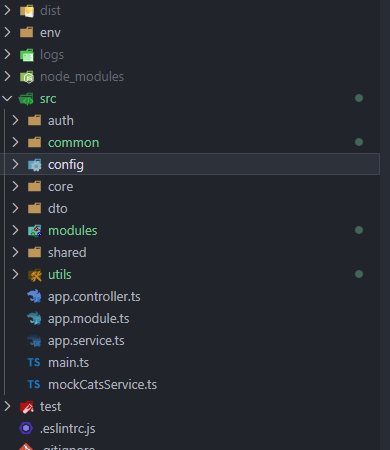 dist
env
logs
node_modules
src
auth
common
config
core
dto
modules
shared
utils
app.controller.ts
app.module.ts
app.service.ts
TS main.ts
TS mockCatsService.ts
test
.eslintrc.js
.gitignore